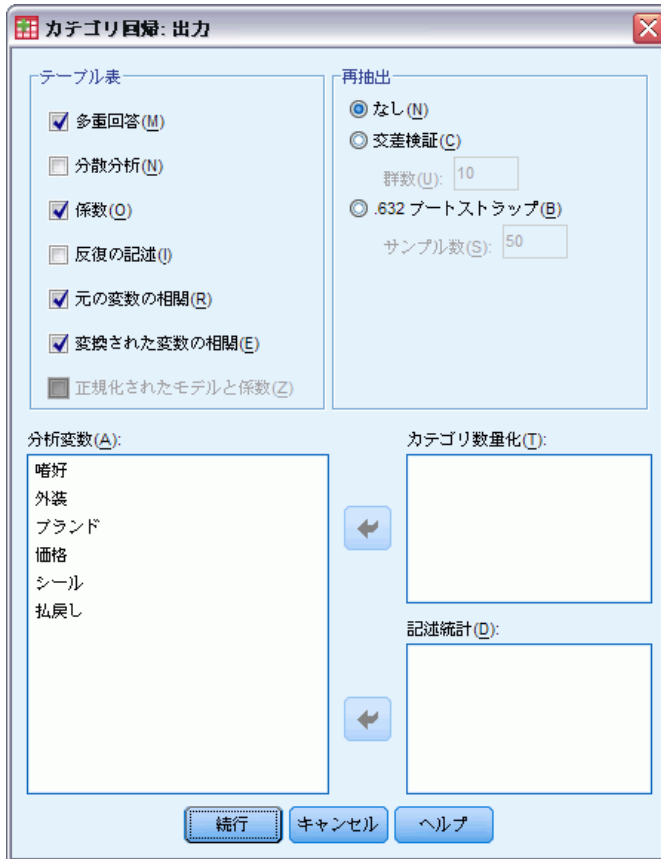 カテゴリ回帰: 出力
テーブル表
多重回答(M)
分散分析(N)
係数(O)
反復の記述(I)
元の変数の相関(R)
変換された変数の相関(E)
正規化されたモデルと係数(Z)
再抽出
なし(N)
交差検証(C)
群数(U): 10
.632 ブートストラップ(B)
サンプル数(S): 50
分析変数(A):
嗜好
外装
ブランド
価格
シール
払戻し
カテゴリ数量化(T):
記述統計(D):
続行
キャンセル
ヘルプ